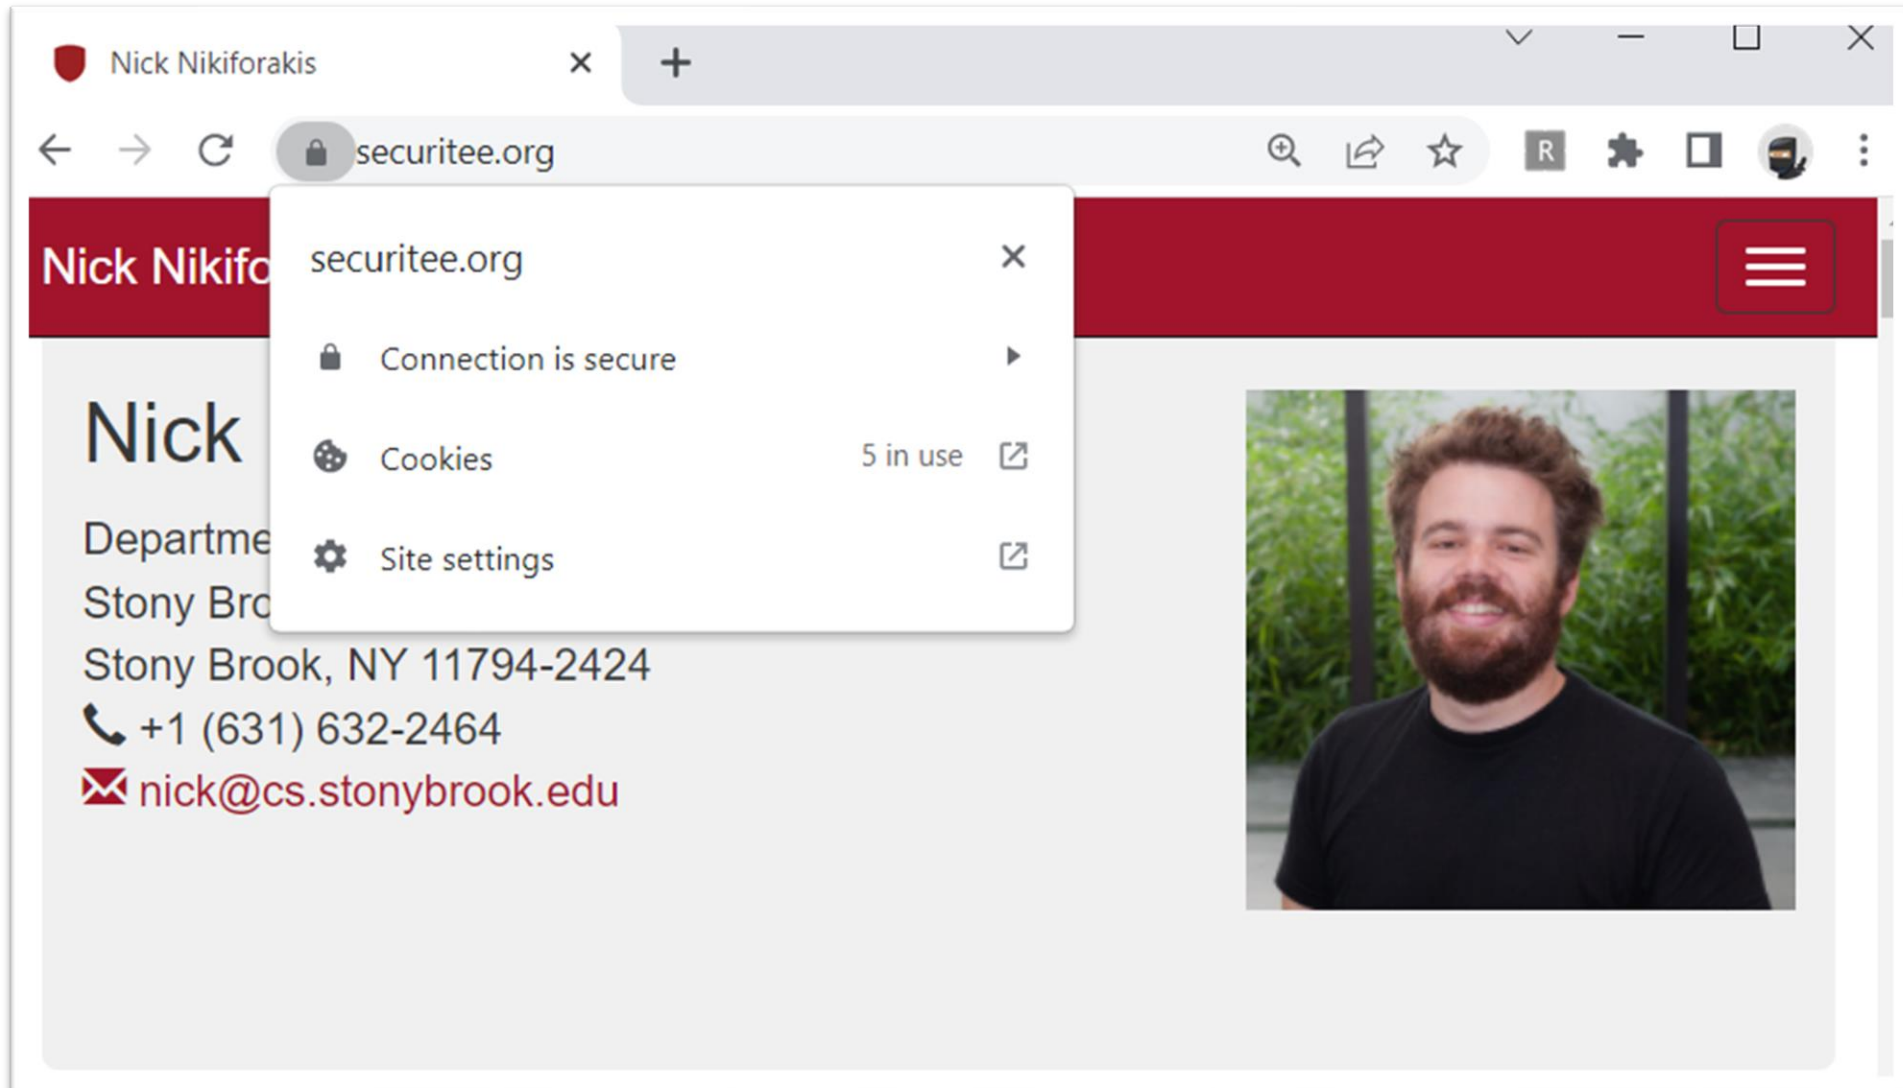 Nick Nikiforakis
securitee.org
R
Nick Nikifo
securitee.org
Connection is secure
Cookies 5 in use
Site settings
Nick
Departme
Stony Bro
Stony Brook, NY 11794-2424
+1 (631) 632-2464
nick@cs.stonybrook.edu